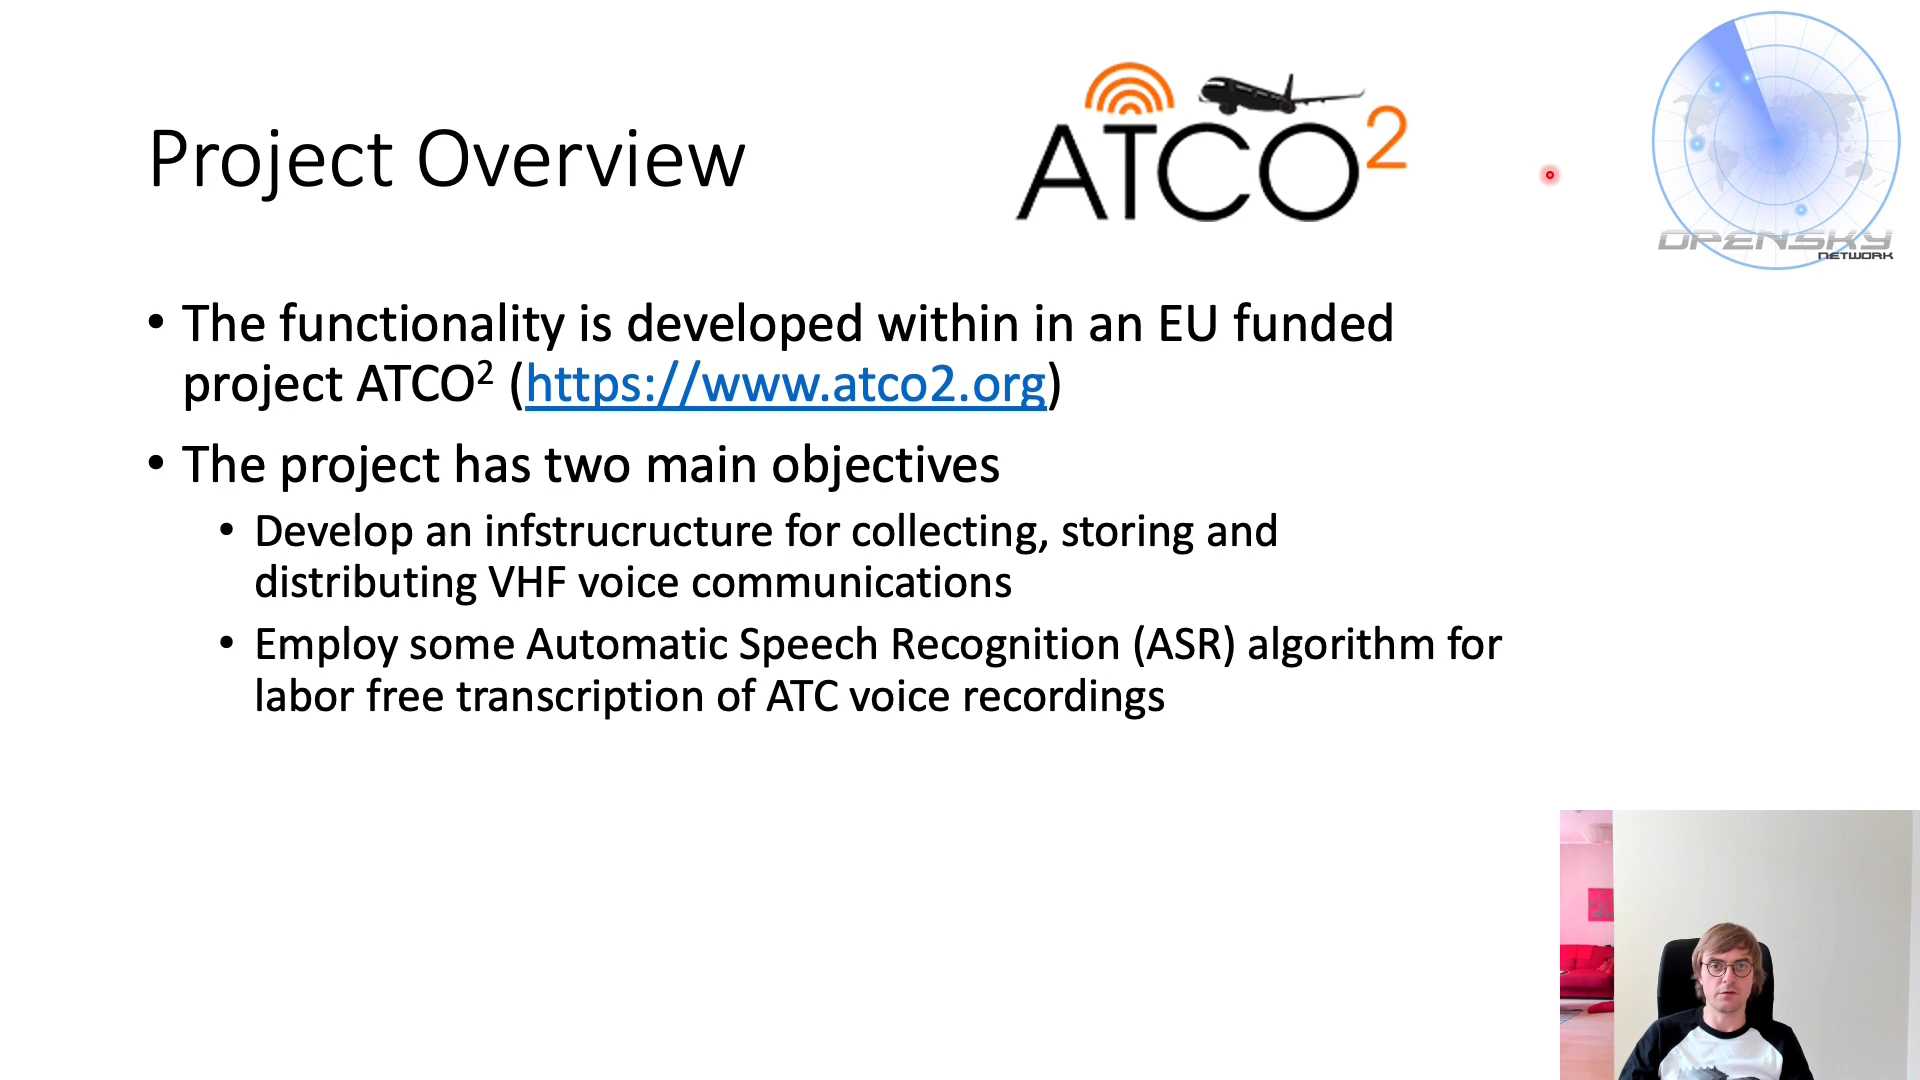 Project Overview
ATCO²
OPENSKY
NETWORK
• The functionality is developed within in an EU funded
project ATCO² (https://www.atco2.org)
• The project has two main objectives
• Develop an infstrucructure for collecting, storing and
distributing VHF voice communications
• Employ some Automatic Speech Recognition (ASR) algorithm for
labor free transcription of ATC voice recordings